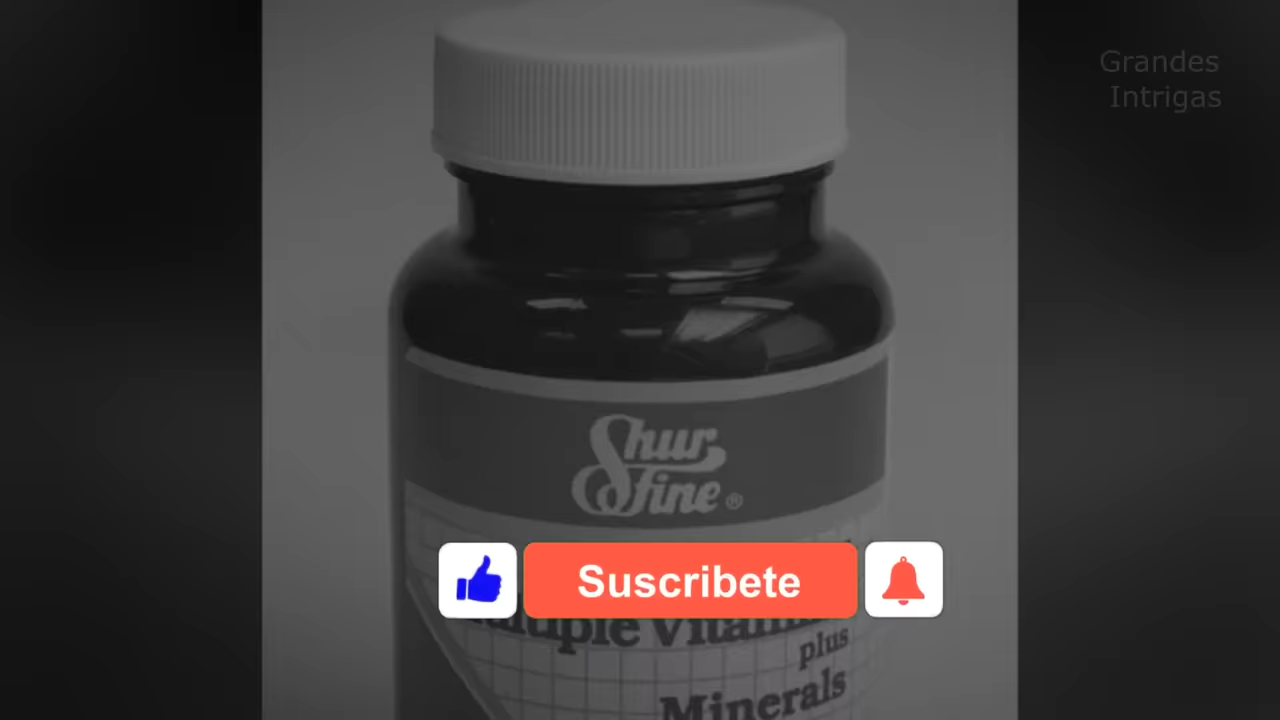 Grandes
Intrigas
Shur
Fine ®
Suscribete
plus
Minerals